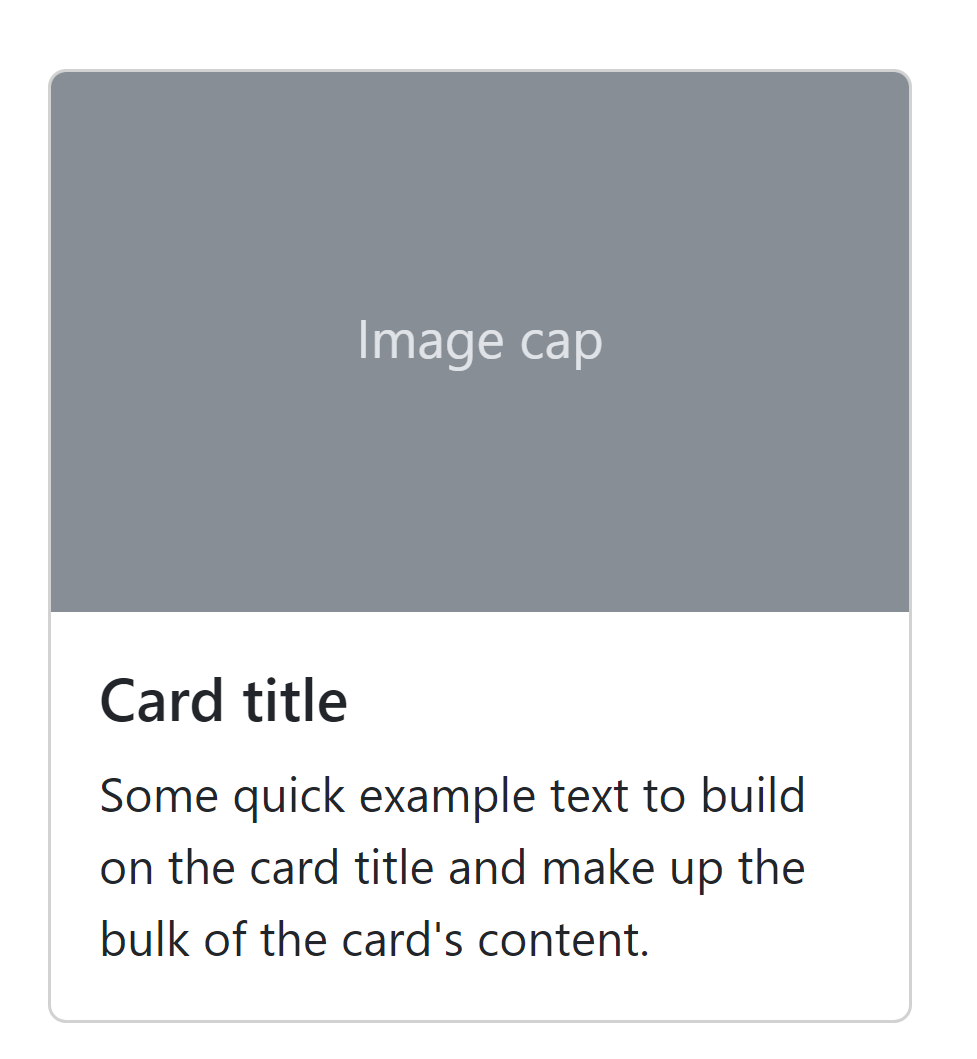 Image cap
Card title
Some quick example text to build
on the card title and make up the
bulk of the card's content.